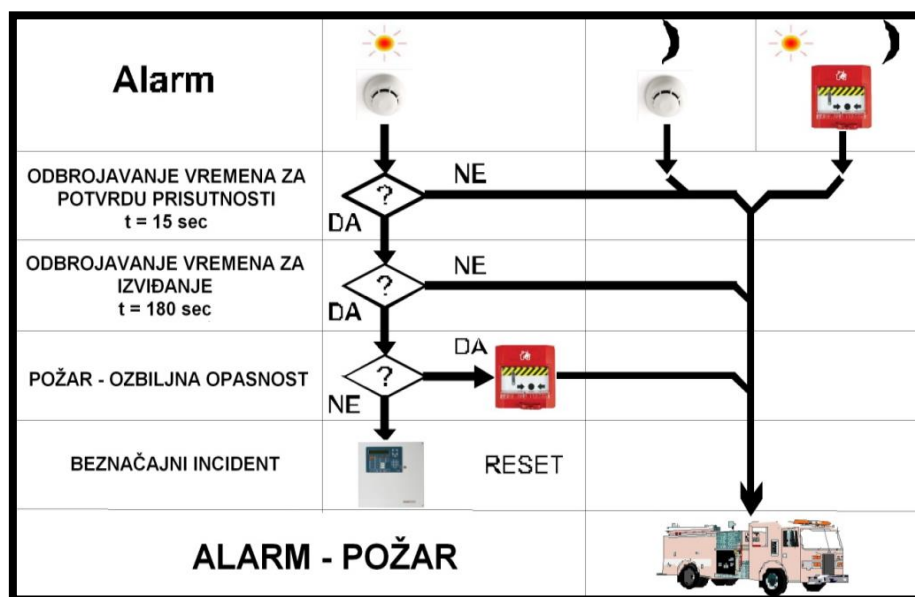 Alarm
ODBROJAVANJE VREMENA ZA
POTVRDU PRISUTNOSTI
t = 15 sec
?
NE
DA
ODBROJAVANJE VREMENA ZA
IZVIĐANJE
t = 180 sec
?
NE
DA
POŽAR - OZBILJNA OPASNOST
?
DA
NE
BEZNAČAJNI INCIDENT
RESET
ALARM - POŽAR